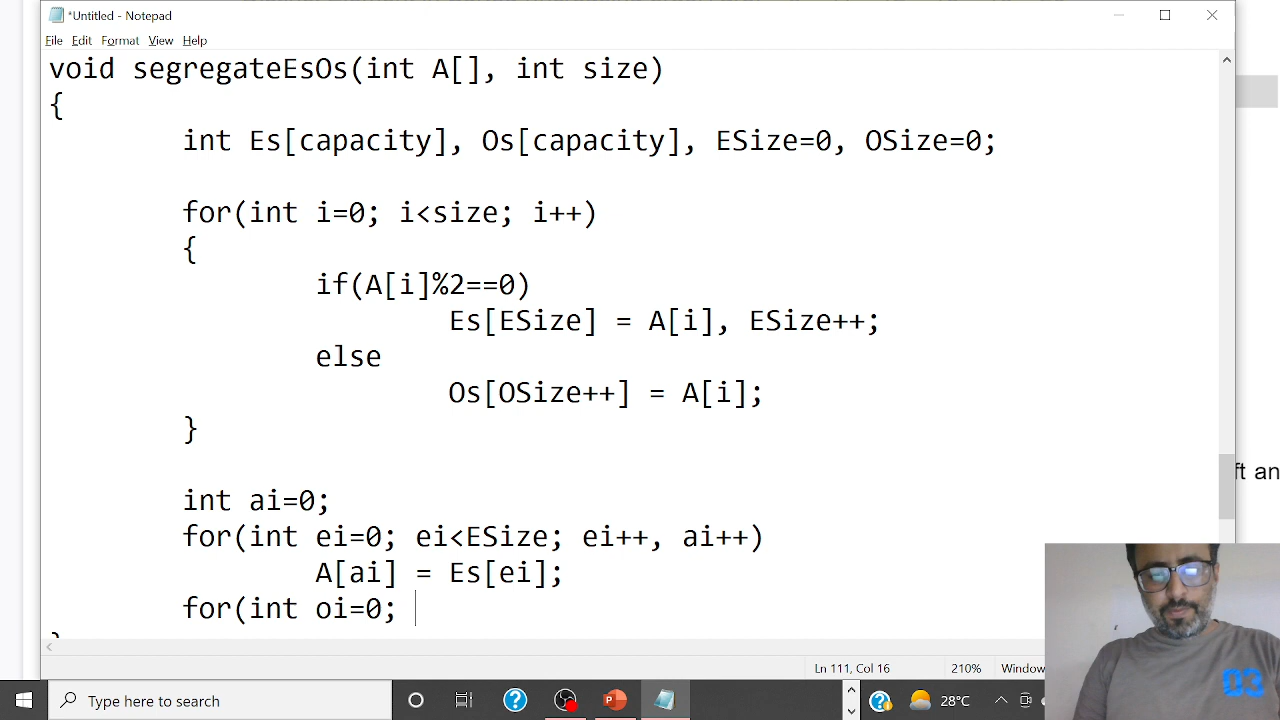 *Untitled - Notepad
File Edit Format View Help
void segregateEsOs(int A[], int size)
{
int Es[capacity], Os[capacity], ESize=0, OSize=0;
for(int i=0; i<size; i++)
{
if(A[i]%2==0)
Es[ESize] = A[i], ESize++;
else
Os[OSize++] = A[i];
}
int ai=0;
for(int ei=0; ei<ESize; ei++, ai++)
A[ai] = Es[ei];
for(int oi=0;
ft an
Ln 111, Col 16 210% Window
Type here to search
28°C
03